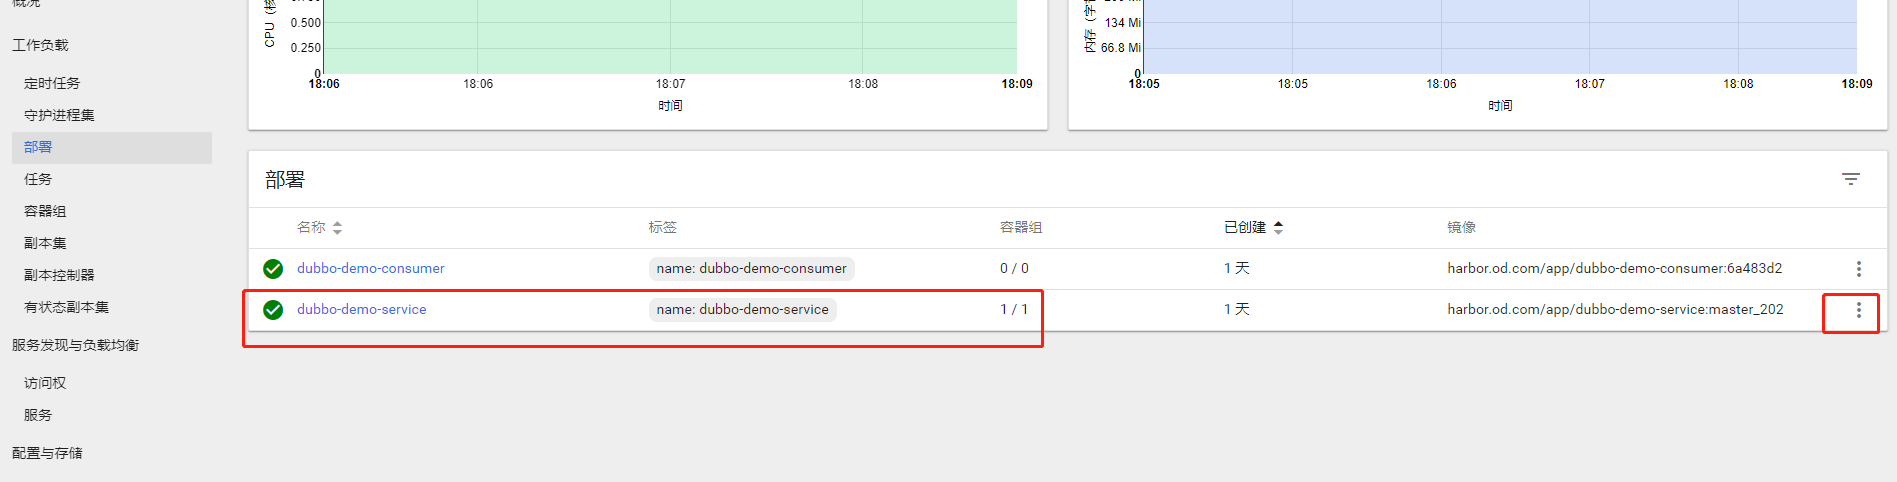 概况
工作负载
定时任务
守护进程集
部署
任务
容器组
副本集
副本控制器
有状态副本集
服务发现与负载均衡
访问权
服务
配置与存储
CPU
0.500
0.250
0
18:06 18:06 18:07 18:08 18:09
时间
内存
134 Mi
66.8 Mi
0
18:05 18:05 18:06 18:07 18:08 18:09
时间
部署
名称 标签 容器组 已创建 镜像
dubbo-demo-consumer name: dubbo-demo-consumer 0 / 0 1 天 harbor.od.com/app/dubbo-demo-consumer:6a483d2
dubbo-demo-service name: dubbo-demo-service 1 / 1 1 天 harbor.od.com/app/dubbo-demo-service:master_202